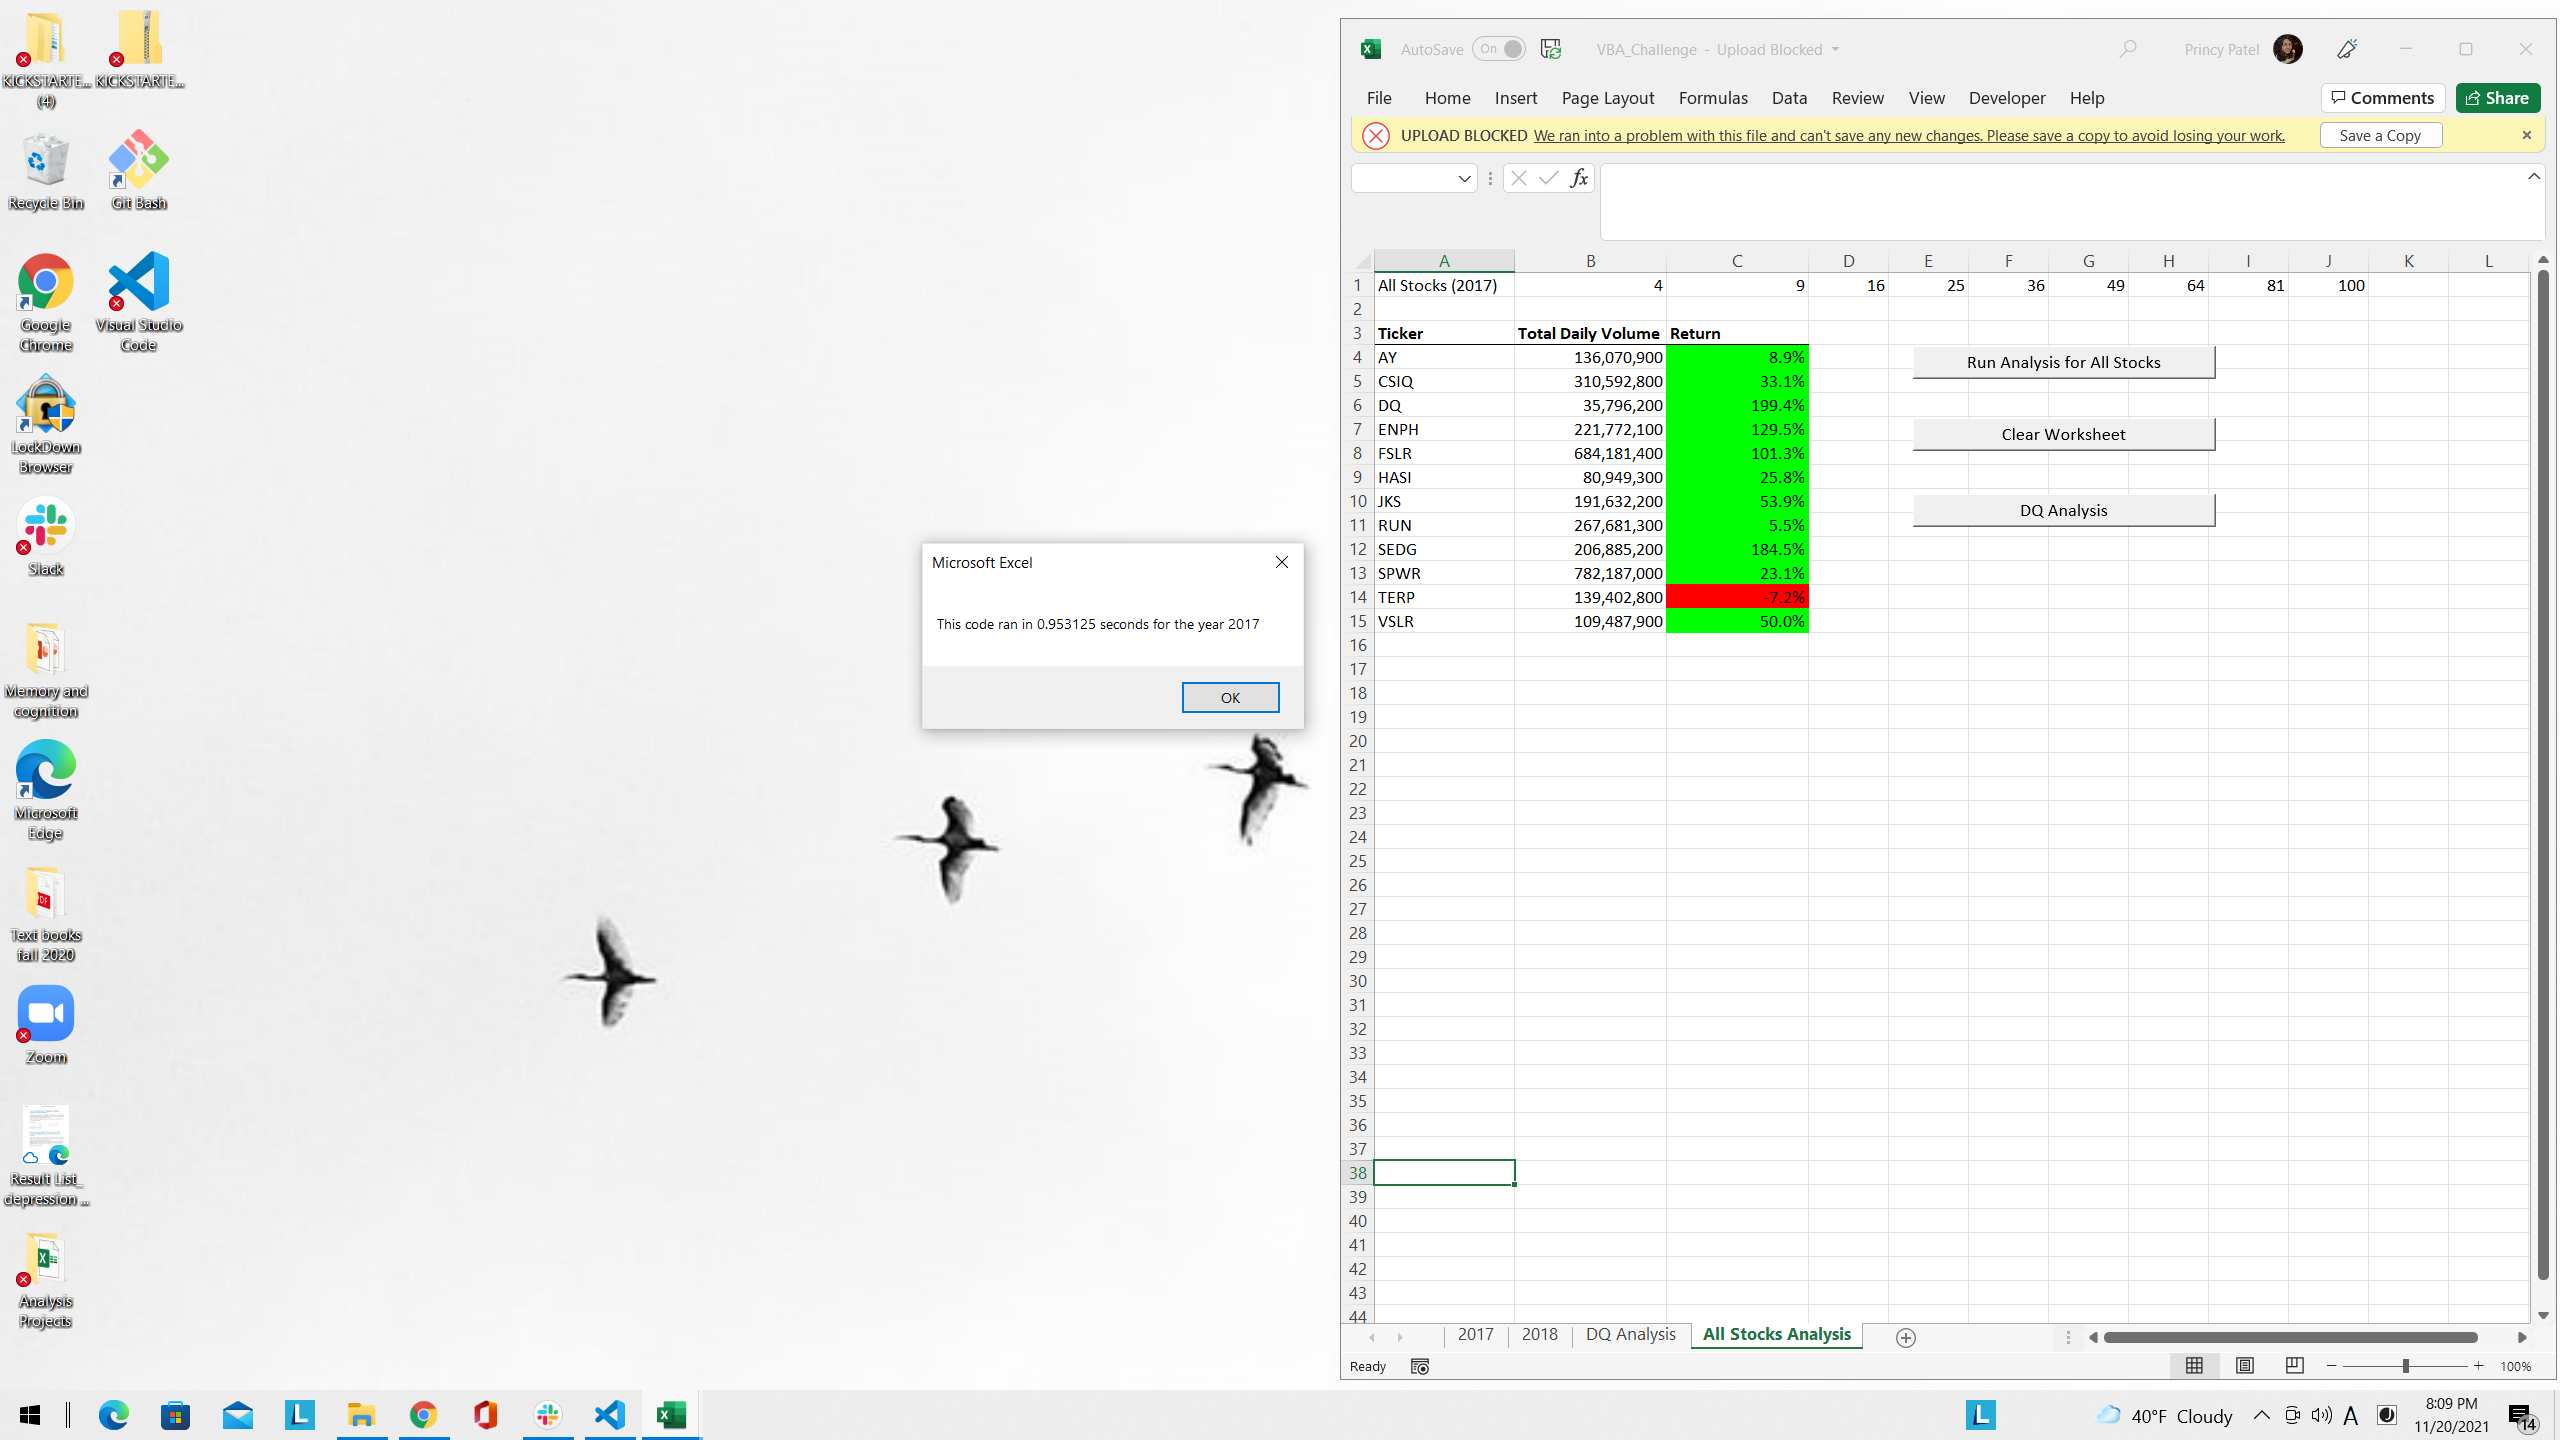 KICKSTARTE...
(4)
KICKSTARTE...
Recycle Bin
Git Bash
Google
Chrome
Visual Studio
Code
LockDown
Browser
Slack
Memory and
cognition
Microsoft
Edge
Text books
fall 2020
Zoom
Result List_
depression ...
Analysis
Projects
Microsoft Excel
This code ran in 0.953125 seconds for the year 2017
OK
AutoSave On VBA_Challenge - Upload Blocked Princy Patel
File Home Insert Page Layout Formulas Data Review View Developer Help Comments Share
UPLOAD BLOCKED We ran into a problem with this file and can't save any new changes. Please save a copy to avoid losing your work. Save a Copy
fx
A B C D E F G H I J K L
1 All Stocks (2017) 4 9 16 25 36 49 64 81 100
2
3 Ticker Total Daily Volume Return
4 AY 136,070,900 8.9% Run Analysis for All Stocks
5 CSIQ 310,592,800 33.1%
6 DQ 35,796,200 199.4%
7 ENPH 221,772,100 129.5% Clear Worksheet
8 FSLR 684,181,400 101.3%
9 HASI 80,949,300 25.8%
10 JKS 191,632,200 53.9% DQ Analysis
11 RUN 267,681,300 5.5%
12 SEDG 206,885,200 184.5%
13 SPWR 782,187,000 23.1%
14 TERP 139,402,800 -7.2%
15 VSLR 109,487,900 50.0%
16
17
18
19
20
21
22
23
24
25
26
27
28
29
30
31
32
33
34
35
36
37
38
39
40
41
42
43
44
2017 2018 DQ Analysis All Stocks Analysis
Ready 100%
40°F Cloudy A 8:09 PM
11/20/2021 14